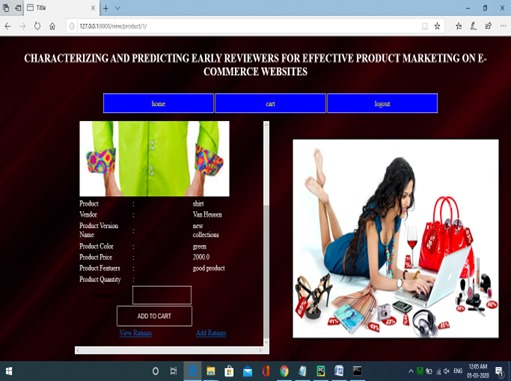 Title
127.0.0.1:8000/view/product/1/
CHARACTERIZING AND PREDICTING EARLY REVIEWERS FOR EFFECTIVE PRODUCT MARKETING ON E-
COMMERCE WEBSITES
home cart logout
Product : shirt
Vendor : Van Heusen
Product Version Name : new collections
Product Color : green
Product Price : 2000.0
Product Featuers : good product
Product Quantity :
ADD TO CART
View Ratings Add Ratings
50%
ENG
12:05 AM
05-03-2020